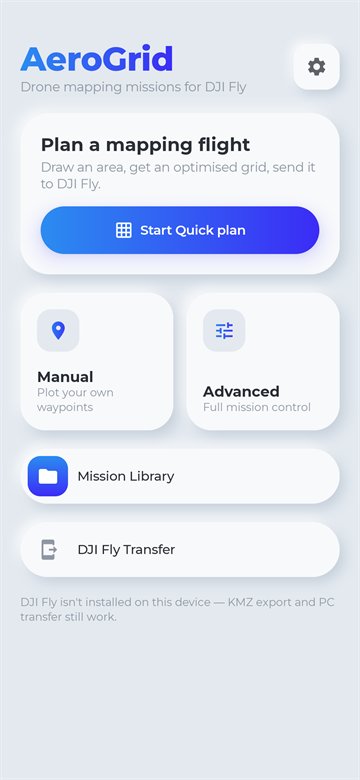 AeroGrid
Drone mapping missions for DJI Fly
Plan a mapping flight
Draw an area, get an optimised grid, send it
to DJI Fly.
Start Quick plan
Manual
Plot your own
waypoints
Advanced
Full mission control
Mission Library
DJI Fly Transfer
DJI Fly isn't installed on this device — KMZ export and PC
transfer still work.